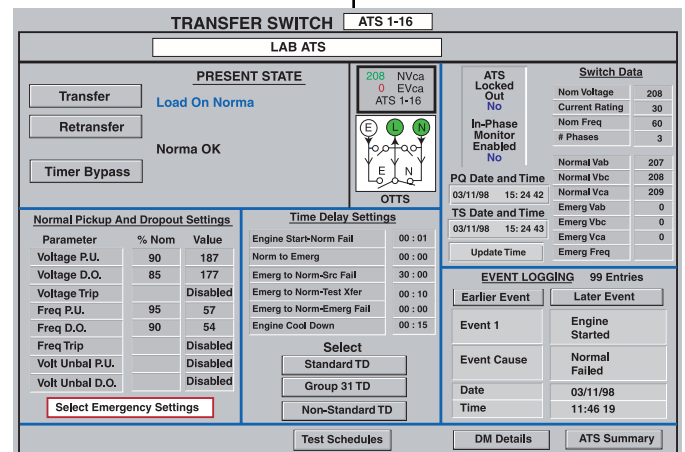 TRANSFER SWITCH ATS 1-16
LAB ATS
PRESENT STATE
Transfer
Load On Norma
Retransfer
Norma OK
Timer Bypass
208 NVca
0 EVca
ATS 1-16
E L N
E N
OTTS
ATS
Locked
Out
No
In-Phase
Monitor
Enabled
No
PQ Date and Time
03/11/98 15: 24 42
TS Date and Time
03/11/98 15: 24 43
Update Time
Switch Data
Nom Voltage 208
Current Rating 30
Nom Freq 60
# Phases 3
Normal Vab 207
Normal Vbc 208
Normal Vca 209
Emerg Vab 0
Emerg Vbc 0
Emerg Vca 0
Emerg Freq
Normal Pickup And Dropout Settings
Parameter % Nom Value
Voltage P.U. 90 187
Voltage D.O. 85 177
Voltage Trip Disabled
Freq P.U. 95 57
Freq D.O. 90 54
Freq Trip Disabled
Volt Unbal P.U. Disabled
Volt Unbal D.O. Disabled
Select Emergency Settings
Time Delay Settings
Engine Start-Norm Fail 00 : 01
Norm to Emerg 00 : 00
Emerg to Norm-Src Fail 30 : 00
Emerg to Norm-Test Xfer 00 : 10
Emerg to Norm-Emerg Fail 00 : 00
Engine Cool Down 00 : 15
Select
Standard TD
Group 31 TD
Non-Standard TD
EVENT LOGGING 99 Entries
Earlier Event Later Event
Event 1 Engine
Started
Event Cause Normal
Failed
Date 03/11/98
Time 11:46 19
Test Schedules DM Details ATS Summary